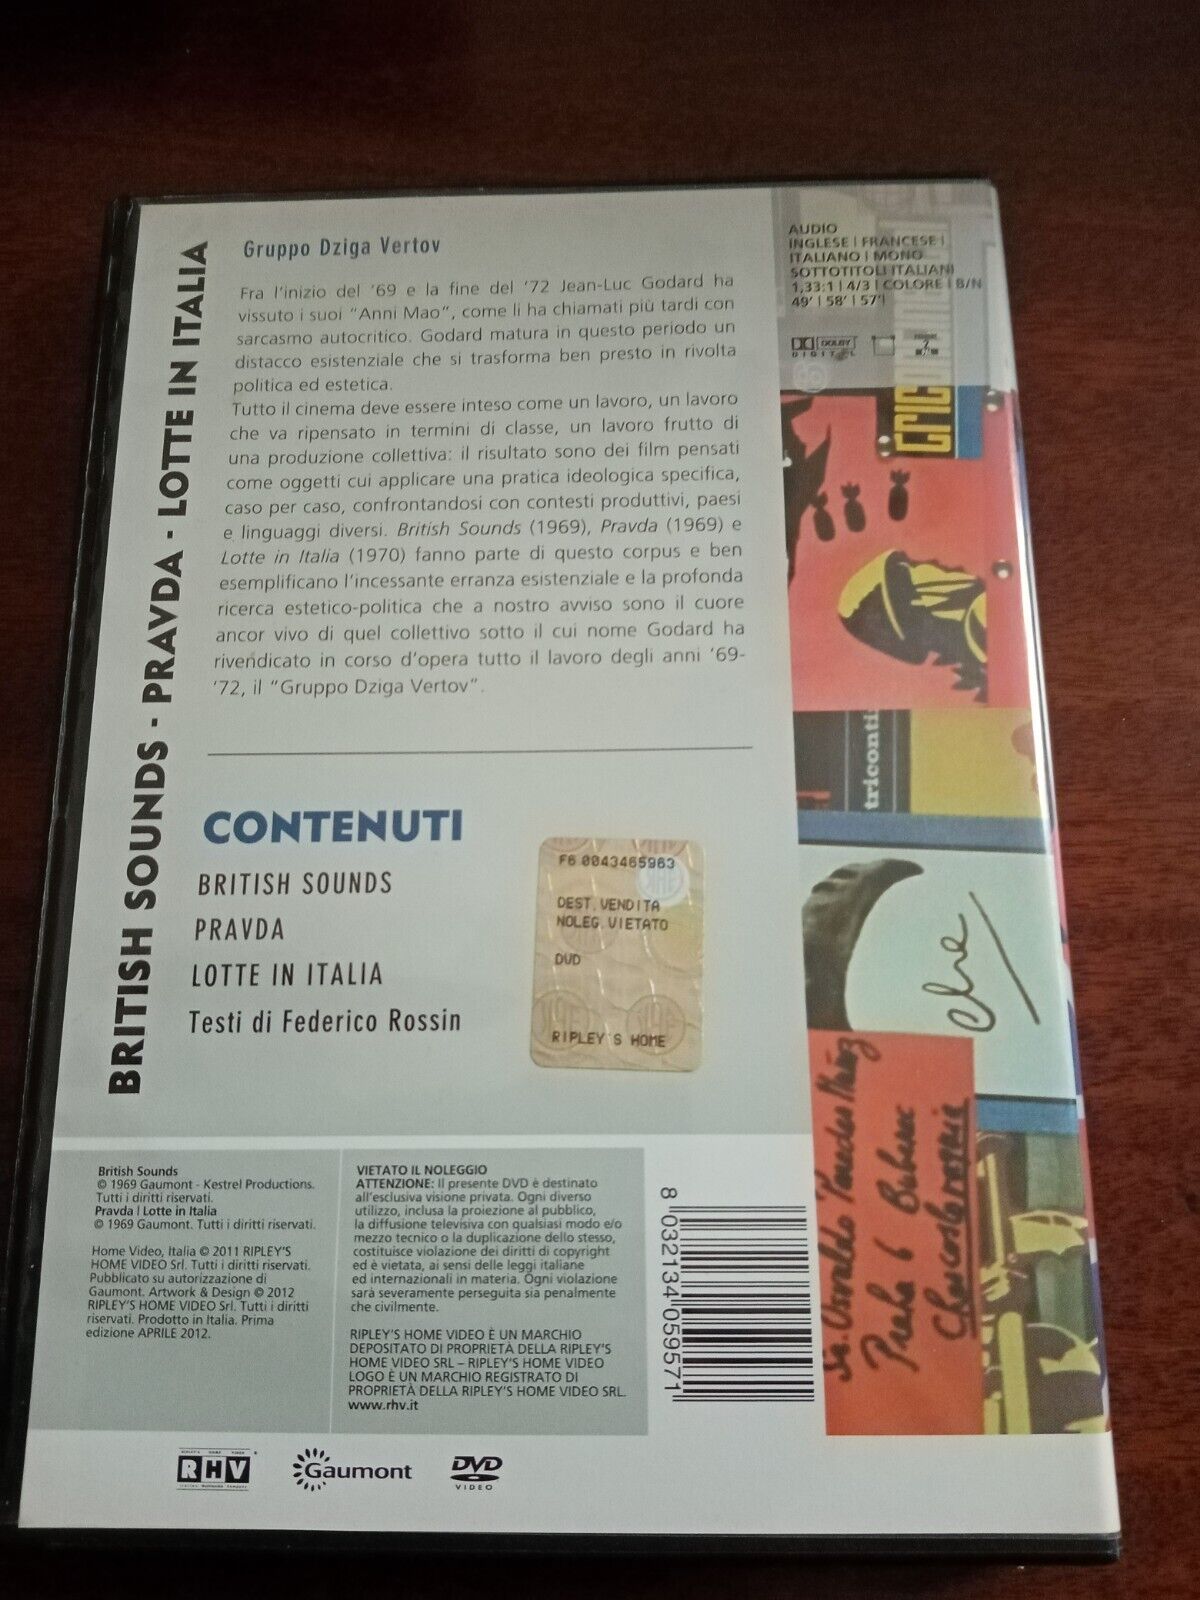 BRITISH SOUNDS · PRAVDA · LOTTE IN ITALIA
Gruppo Dziga Vertov
Fra l'inizio del '69 e la fine del '72 Jean-Luc Godard ha
vissuto i suoi "Anni Mao", come li ha chiamati più tardi con
sarcasmo autocritico. Godard matura in questo periodo un
distacco esistenziale che si trasforma ben presto in rivolta
politica ed estetica.
Tutto il cinema deve essere inteso come un lavoro, un lavoro
che va ripensato in termini di classe, un lavoro frutto di
una produzione collettiva: il risultato sono dei film pensati
come oggetti cui applicare una pratica ideologica specifica,
caso per caso, confrontandosi con contesti produttivi, paesi
e linguaggi diversi. British Sounds (1969), Pravda (1969) e
Lotte in Italia (1970) fanno parte di questo corpus e ben
esemplificano l'incessante erranza esistenziale e la profonda
ricerca estetico-politica che a nostro avviso sono il cuore
ancor vivo di quel collettivo sotto il cui nome Godard ha
rivendicato in corso d'opera tutto il lavoro degli anni '69-
'72, il "Gruppo Dziga Vertov".
AUDIO
INGLESE | FRANCESE |
ITALIANO | MONO
SOTTOTITOLI ITALIANI
1,33:1 | 4/3 | COLORE | B/N
49' | 58' | 57' |
DOLBY
DIGITAL
2
triconti
Che
CONTENUTI
BRITISH SOUNDS
PRAVDA
LOTTE IN ITALIA
Testi di Federico Rossin
F6 0043465963
DEST. VENDITA
NOLEG. VIETATO
DVD
RIPLEY'S HOME
Praha 6
British Sounds
© 1969 Gaumont - Kestrel Productions.
Tutti i diritti riservati.
Pravda | Lotte in Italia
© 1969 Gaumont. Tutti i diritti riservati.
Home Video, Italia © 2011 RIPLEY'S
HOME VIDEO Srl. Tutti i diritti riservati.
Pubblicato su autorizzazione di
Gaumont. Artwork & Design © 2012
RIPLEY'S HOME VIDEO Srl. Tutti i diritti
riservati. Prodotto in Italia. Prima
edizione APRILE 2012.
VIETATO IL NOLEGGIO
ATTENZIONE: Il presente DVD è destinato
all'esclusiva visione privata. Ogni diverso
utilizzo, inclusa la proiezione al pubblico,
la diffusione televisiva con qualsiasi modo e/o
mezzo tecnico o la duplicazione dello stesso,
costituisce violazione dei diritti di copyright
ed è vietata, ai sensi delle leggi italiane
ed internazionali in materia. Ogni violazione
sarà severamente perseguita sia penalmente
che civilmente.
RIPLEY'S HOME VIDEO È UN MARCHIO
DEPOSITATO DI PROPRIETÀ DELLA RIPLEY'S
HOME VIDEO SRL – RIPLEY'S HOME VIDEO
LOGO È UN MARCHIO REGISTRATO DI
PROPRIETÀ DELLA RIPLEY'S HOME VIDEO SRL.
www.rhv.it
8 032134 059571
RIPLEY'S HOME VIDEO
RHV
Gaumont
DVD
VIDEO